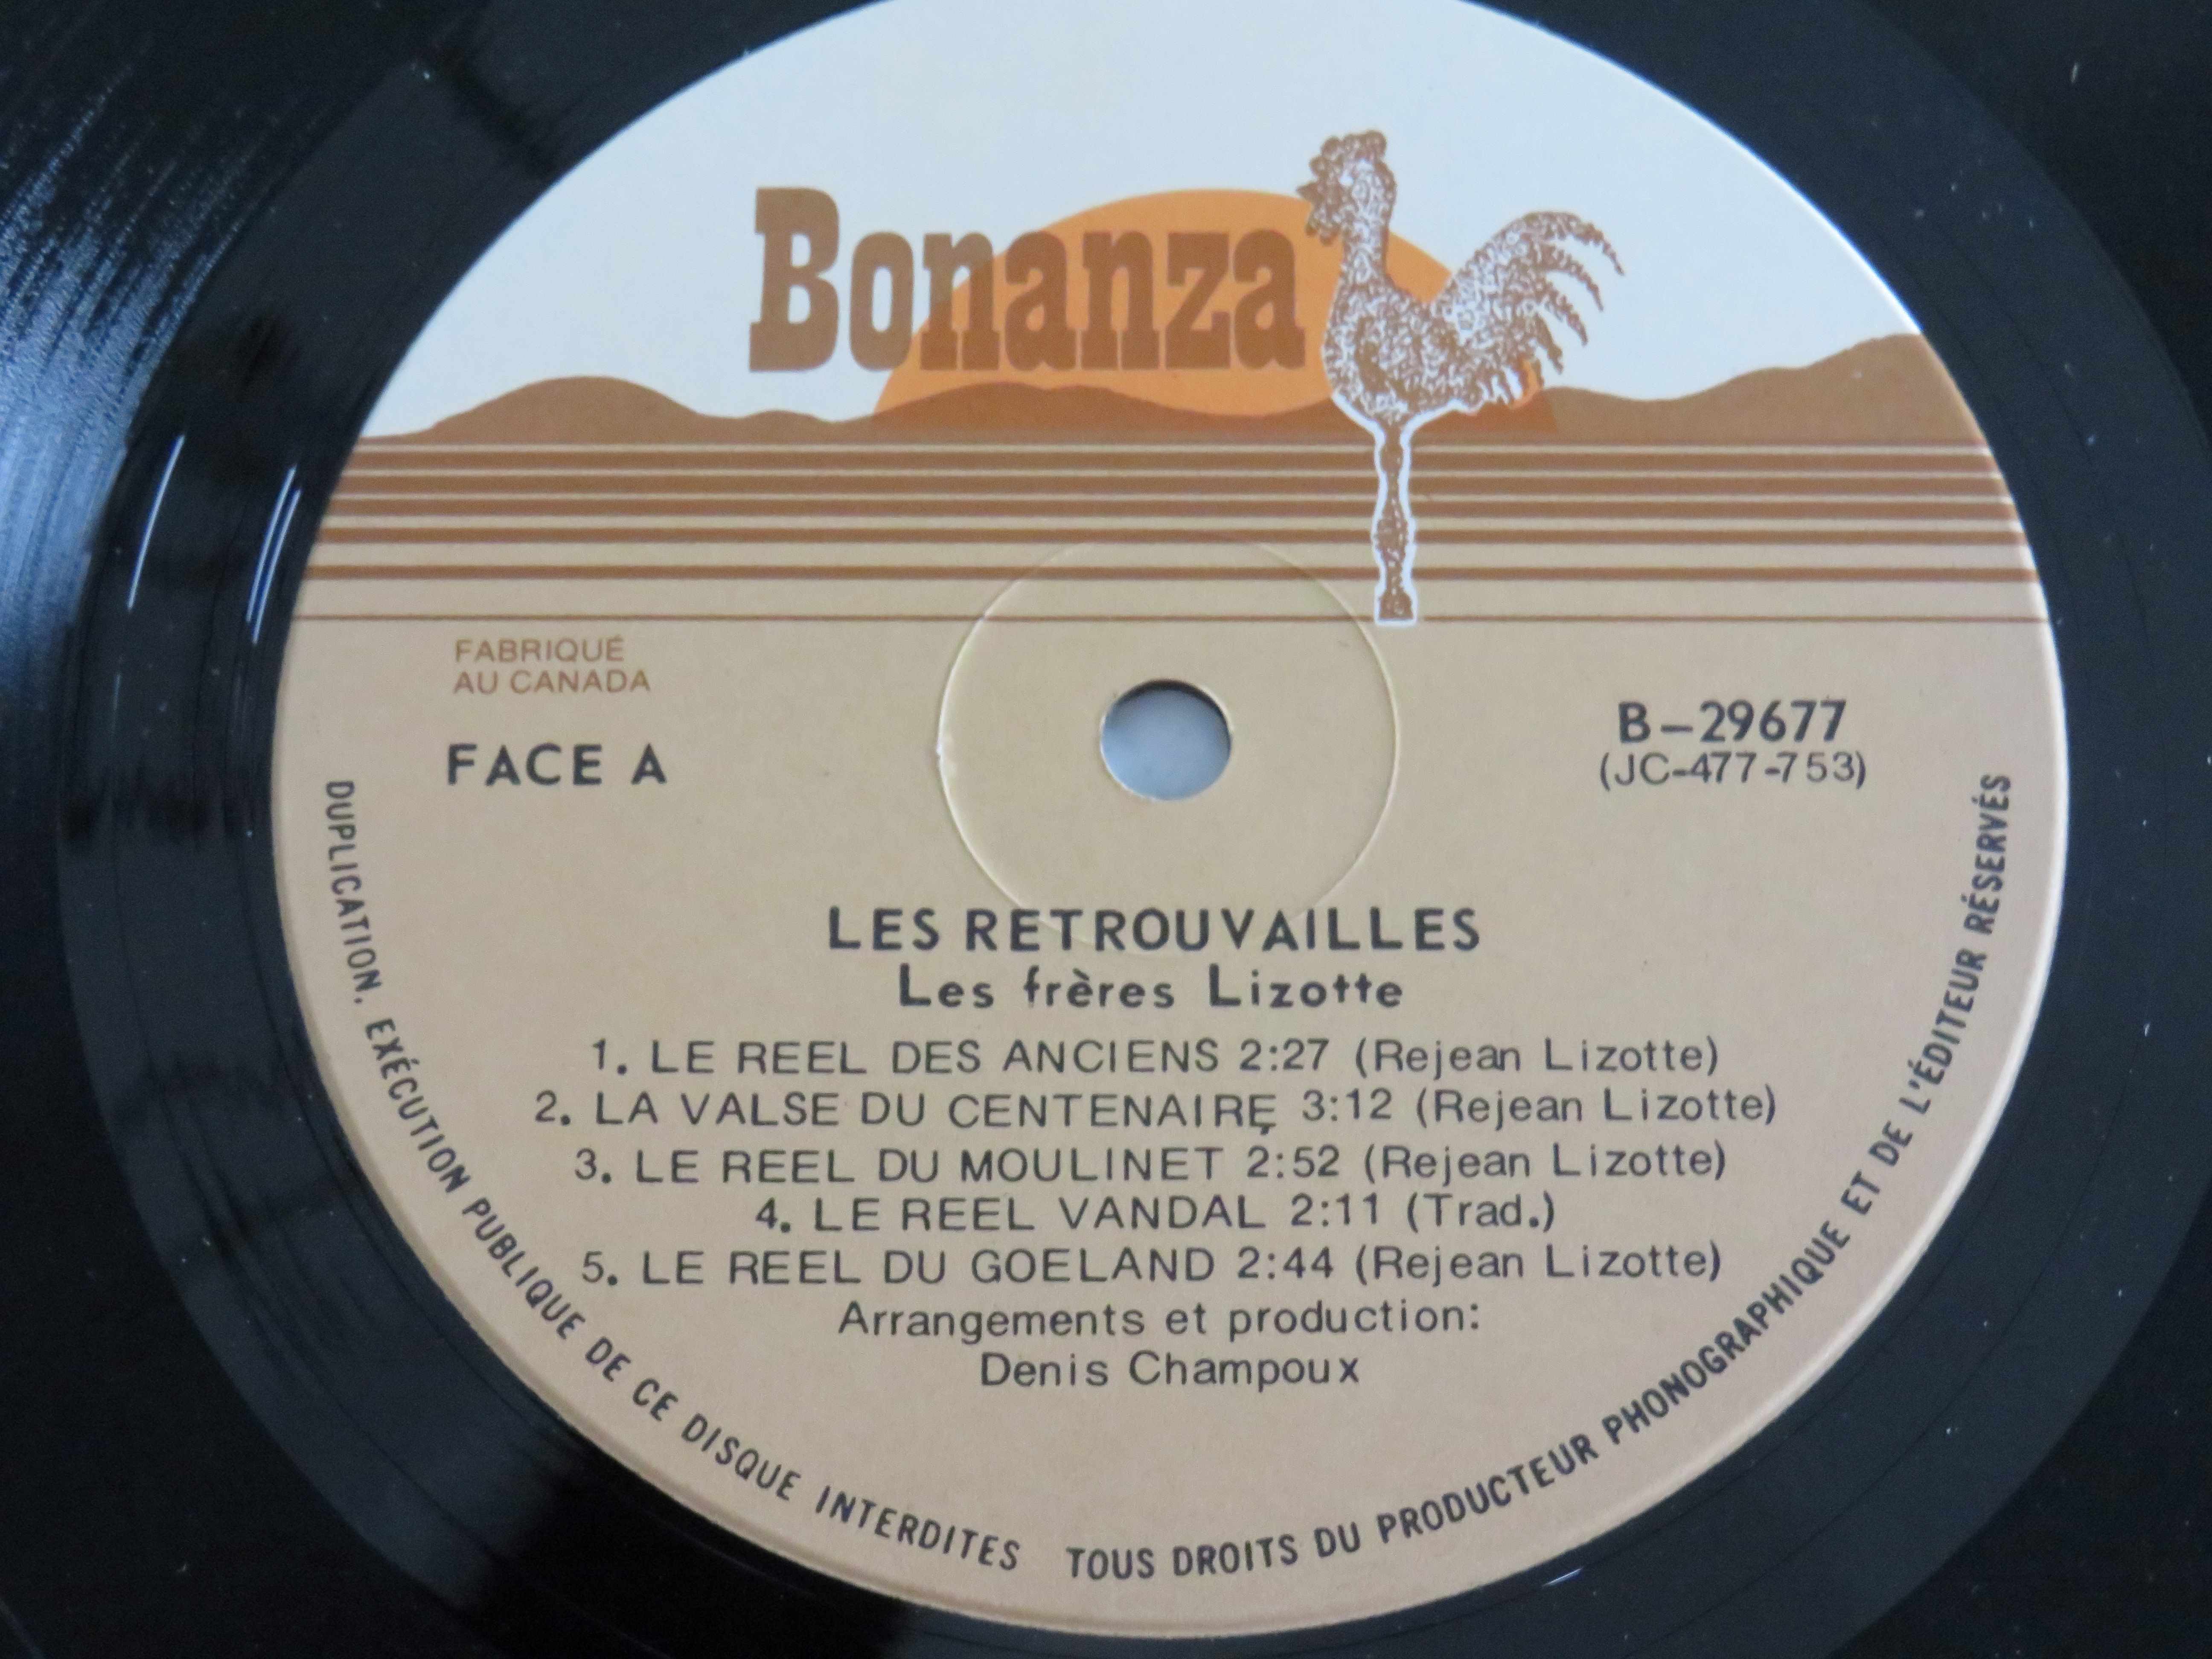 Bonanza
FABRIQUÉ
AU CANADA
FACE A
B-29677
(JC-477-753)
LES RETROUVAILLES
Les frères Lizotte
1. LE REEL DES ANCIENS 2:27 (Rejean Lizotte)
2. LA VALSE DU CENTENAIRE 3:12 (Rejean Lizotte)
3. LE REEL DU MOULINET 2:52 (Rejean Lizotte)
4. LE REEL VANDAL 2:11 (Trad.)
5. LE REEL DU GOELAND 2:44 (Rejean Lizotte)
Arrangements et production:
Denis Champoux
DUPLICATION, EXÉCUTION PUBLIQUE DE CE DISQUE INTERDITES TOUS DROITS DU PRODUCTEUR PHONOGRAPHIQUE ET DE L'ÉDITEUR RÉSERVÉS